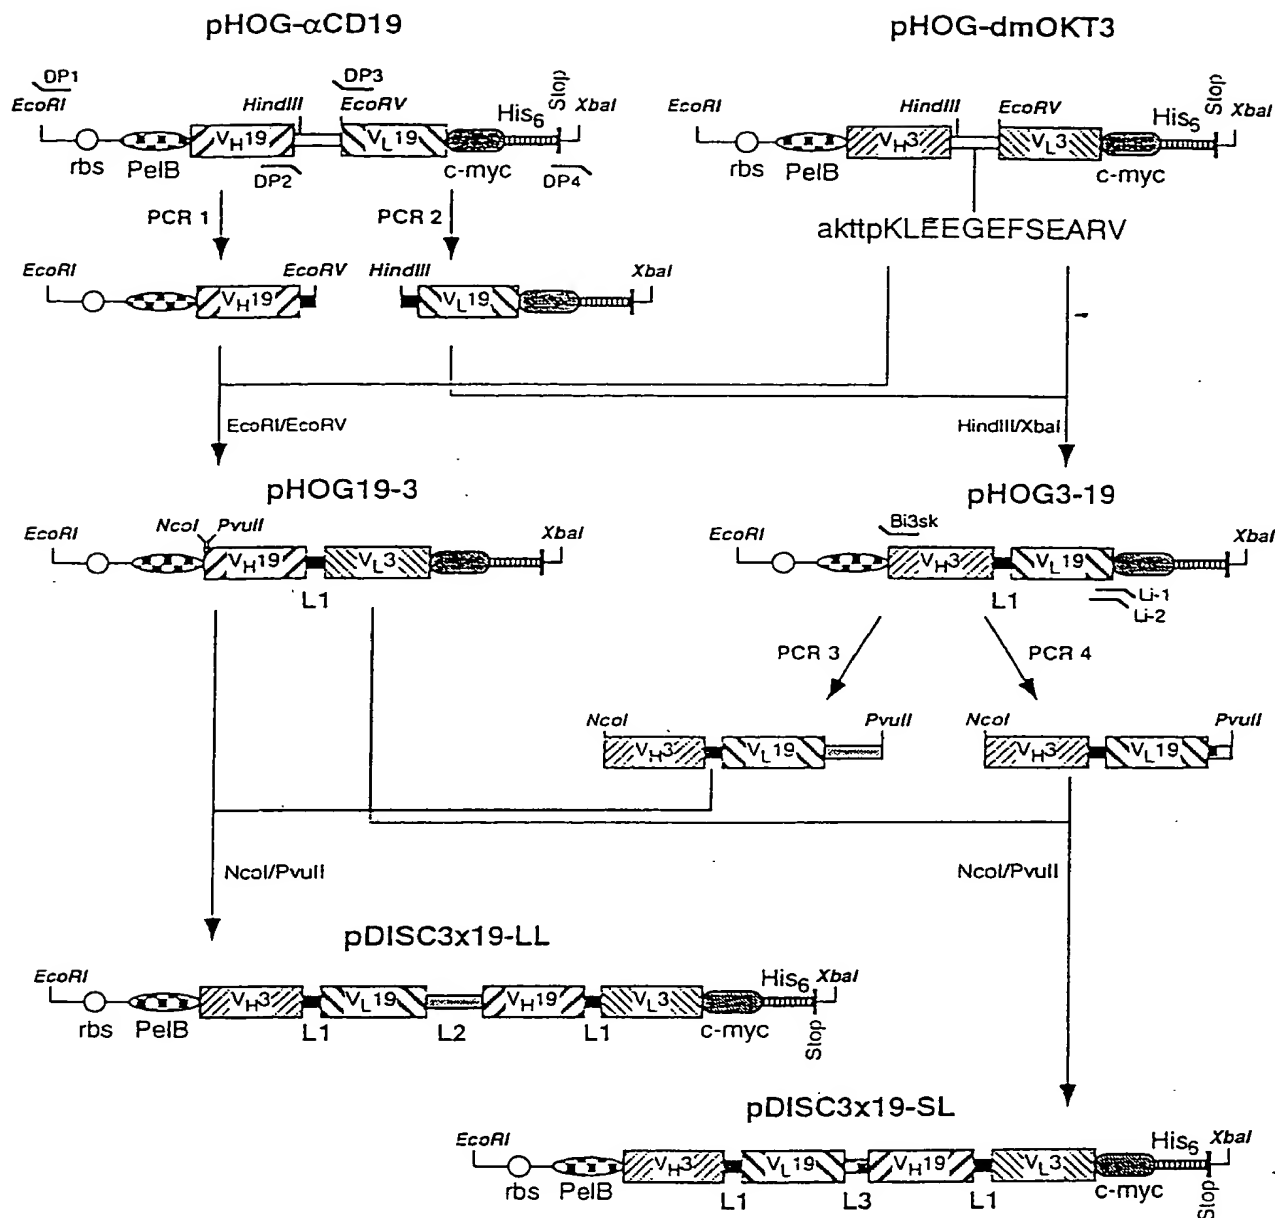 pHOG-αCD19 pHOG-dmOKT3
DP1 DP3 Stop Stop
EcoRI HindIII EcoRV His6 XbaI EcoRI HindIII EcoRV His5 XbaI
VH19 VL19 VH3 VL3
rbs PelB DP2 c-myc DP4 rbs PelB c-myc
PCR 1 PCR 2 akttpKLEEGEFSEARV
EcoRI EcoRV HindIII XbaI
VH19 VL19
EcoRI/EcoRV HindIII/XbaI
pHOG19-3 pHOG3-19
EcoRI NcoI PvuII XbaI EcoRI Bi3sk XbaI
VH19 VL3 VH3 VL19
L1 L1 Li-1
Li-2
PCR 3 PCR 4
NcoI PvuII NcoI PvuII
VH3 VL19 VH3 VL19
NcoI/PvuII NcoI/PvuII
pDISC3x19-LL
EcoRI His6 XbaI
VH3 VL19 VH19 VL3
rbs PelB L1 L2 L1 c-myc Stop
pDISC3x19-SL
EcoRI His6 XbaI
VH3 VL19 VH19 VL3
rbs PelB L1 L3 L1 c-myc Stop